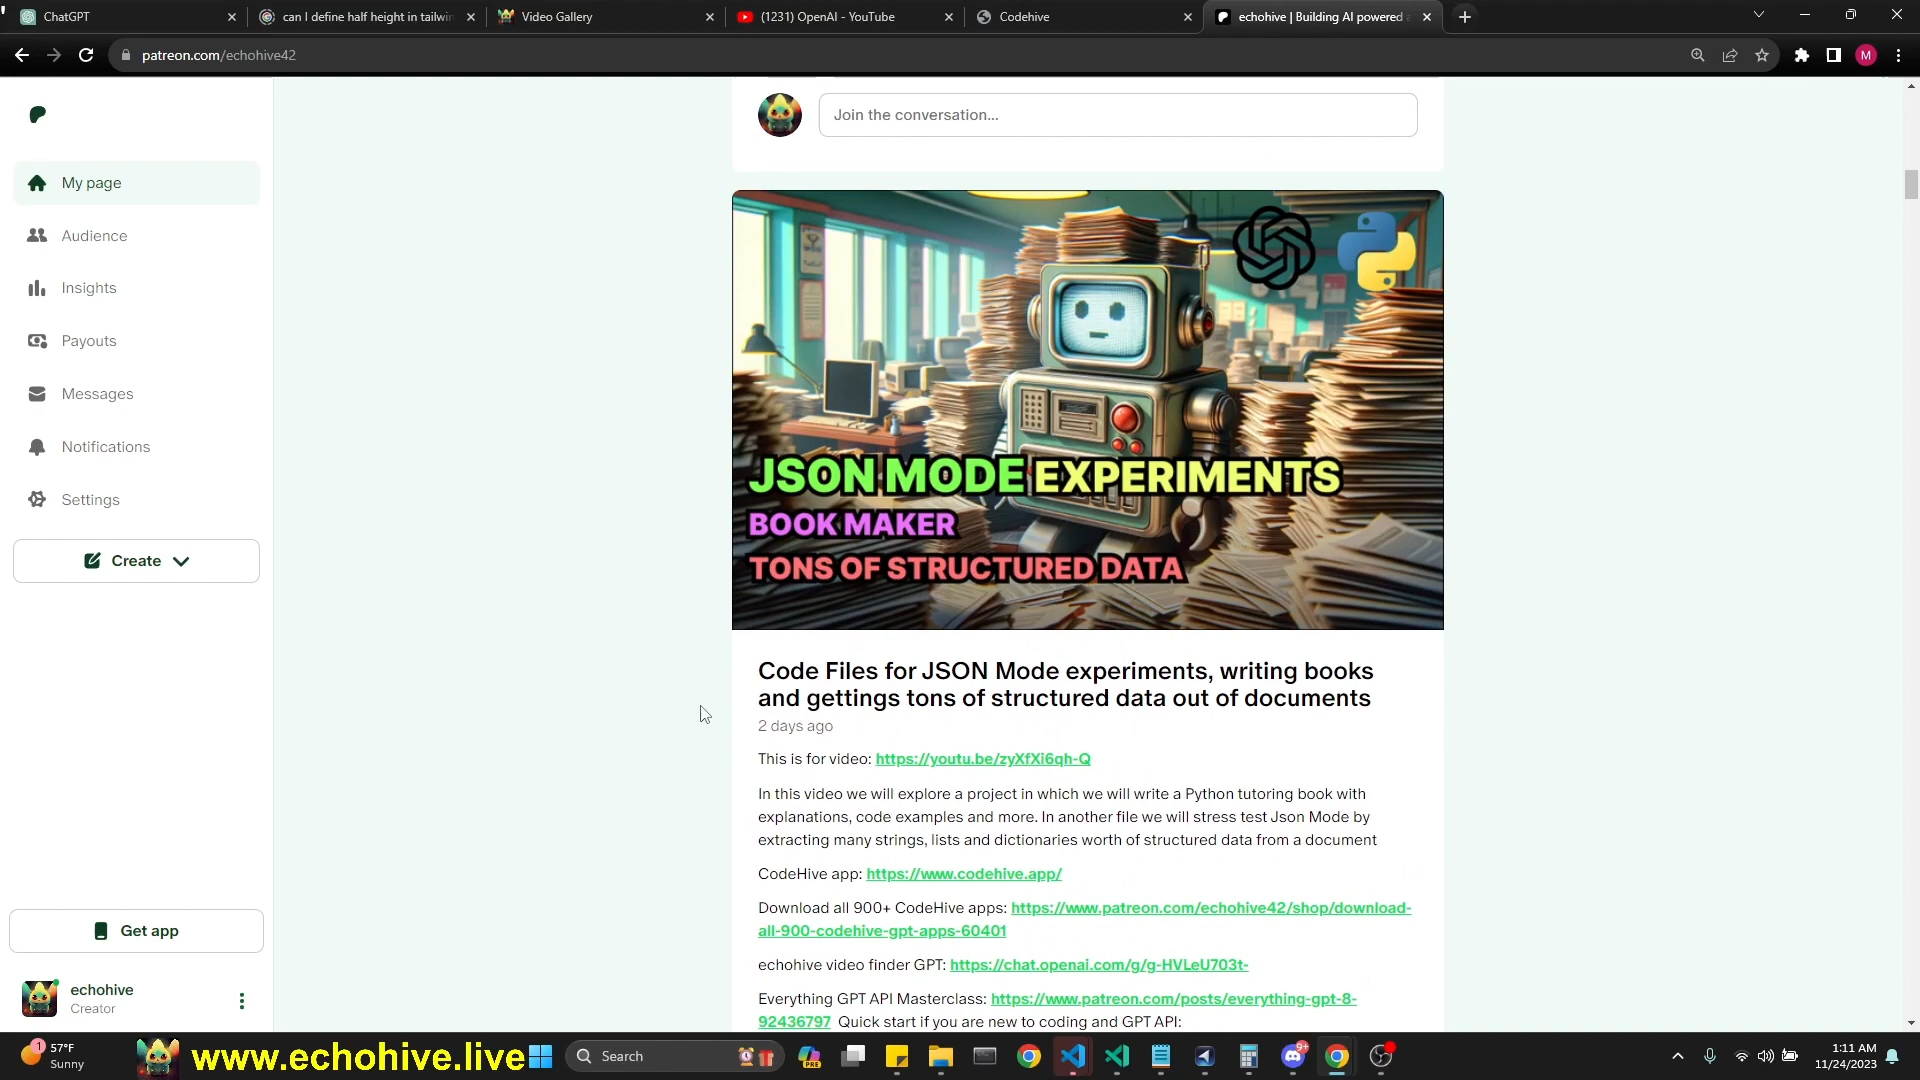 ChatGPT
can I define half height in tailwin
Video Gallery
(1231) OpenAI - YouTube
Codehive
echohive | Building AI powered a
patreon.com/echohive42
M
Join the conversation...
My page
Audience
Insights
Payouts
Messages
Notifications
Settings
Create
JSON MODE EXPERIMENTS
BOOK MAKER
TONS OF STRUCTURED DATA
Code Files for JSON Mode experiments, writing books
and gettings tons of structured data out of documents
2 days ago
This is for video: https://youtu.be/zyXfXi6qh-Q
In this video we will explore a project in which we will write a Python tutoring book with
explanations, code examples and more. In another file we will stress test Json Mode by
extracting many strings, lists and dictionaries worth of structured data from a document
CodeHive app: https://www.codehive.app/
Download all 900+ CodeHive apps: https://www.patreon.com/echohive42/shop/download-
all-900-codehive-gpt-apps-60401
echohive video finder GPT: https://chat.openai.com/g/g-HVLeU703t-
Everything GPT API Masterclass: https://www.patreon.com/posts/everything-gpt-8-
92436797 Quick start if you are new to coding and GPT API:
Get app
echohive
Creator
1
57°F
Sunny
www.echohive.live
Search
PRE
9+
1:11 AM
11/24/2023